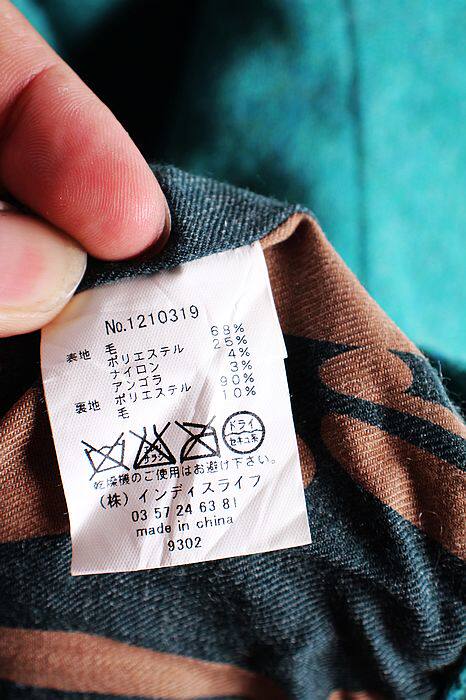 No.1210319
表地 毛 68%
ポリエステル 25%
ナイロン 4%
アンゴラ 3%
裏地 ポリエステル 90%
毛 10%
ドライ
セキユ系
乾燥機のご使用はお避け下さい。
(株)インディスライフ
03 57 24 63 81
made in china
9302